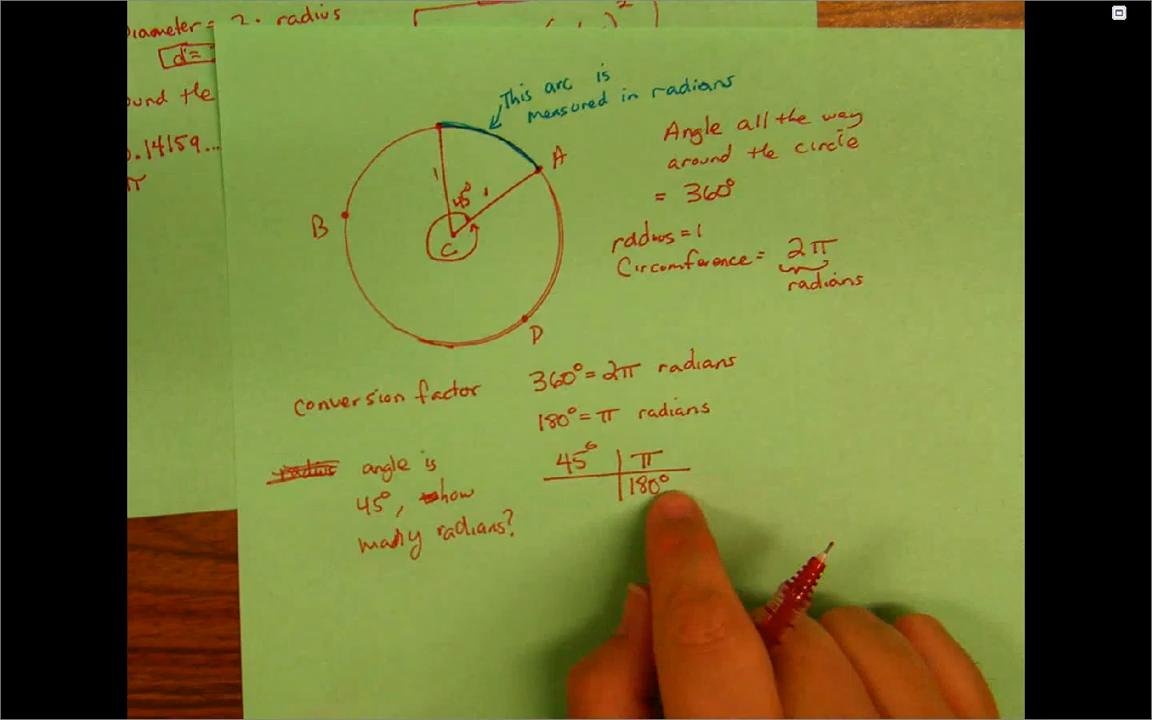 Diameter = 2 · radius
d=
ound the
.14159...
π
2
This arc is
measured in radians
A
B
C
D
1
45°
1
Angle all the way
around the circle
= 360°
radius = 1
Circumference = 2π
radians
conversion factor
360° = 2π radians
180° = π radians
angle is
45°, how
many radians?
45° | π
180°